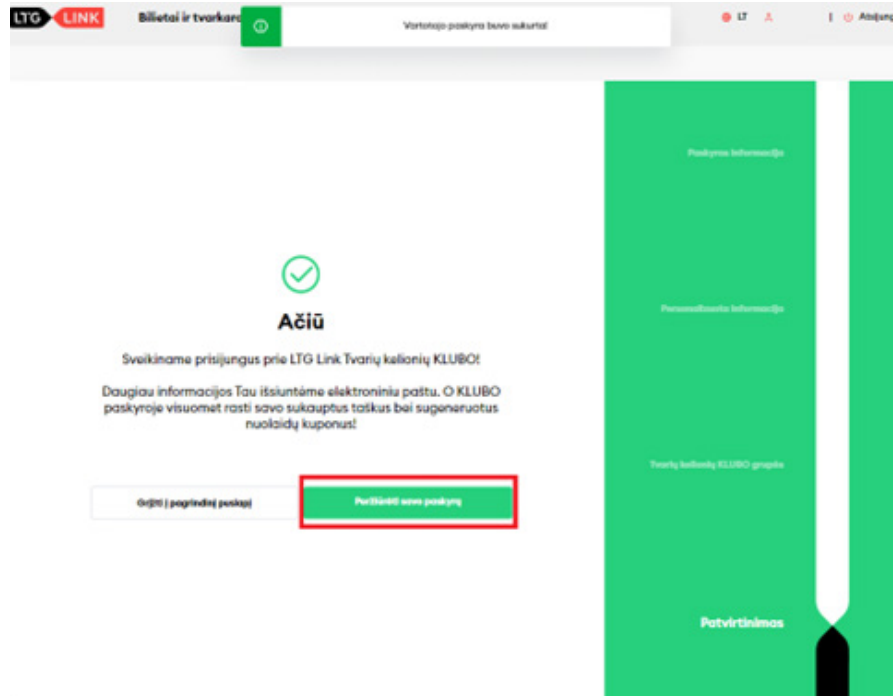 LTG LINK
Bilietai ir tvarkara
Vartotojo paskyra buvo sukurta!
LT
Atsijung
Paskyros informacija
Ačiū
Personalizuota informacija
Sveikiname prisijungus prie LTG Link Tvarių kelionių KLUBO!
Daugiau informacijos Tau išsiuntėme elektroniniu paštu. O KLUBO
paskyroje visuomet rasti savo sukauptus taškus bei sugeneruotus
nuolaidų kuponus!
Tvarių kelionių KLUBO grupės
Grįžti į pagrindinį puslapį
Peržiūrėti savo paskyrą
Patvirtinimas